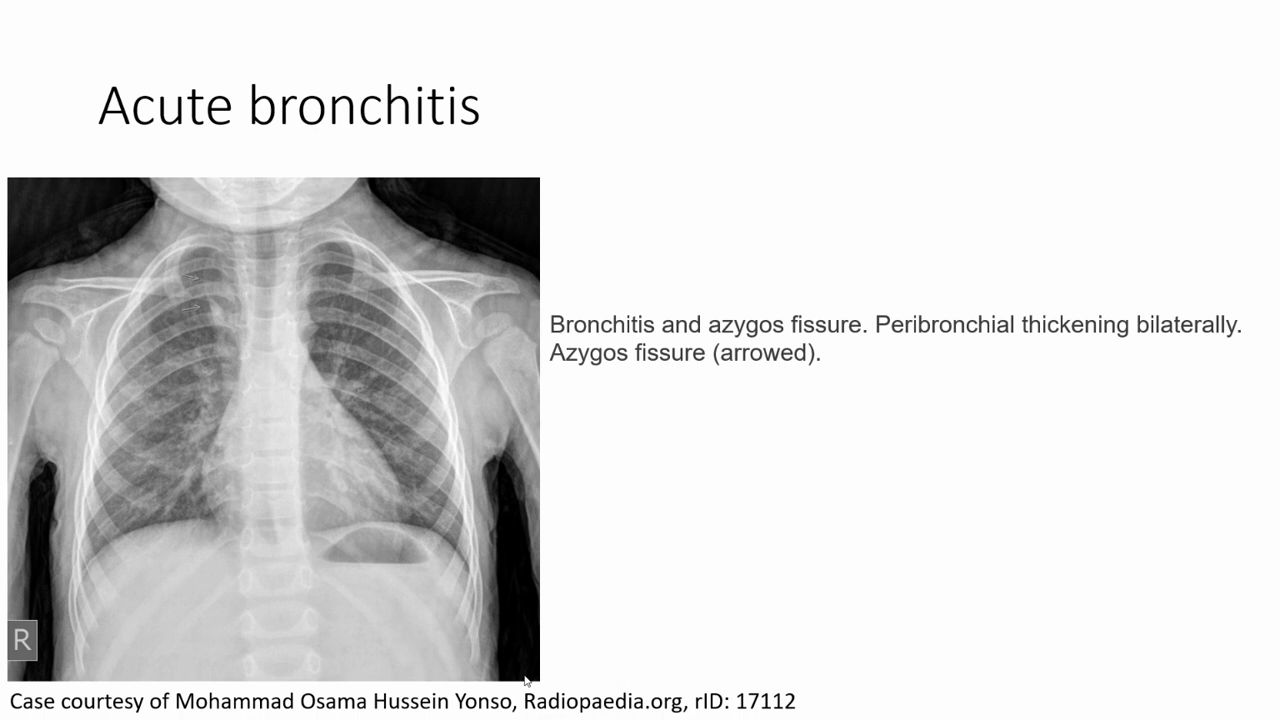 Acute bronchitis
Bronchitis and azygos fissure. Peribronchial thickening bilaterally.
Azygos fissure (arrowed).
R
Case courtesy of Mohammad Osama Hussein Yonso, Radiopaedia.org, rID: 17112